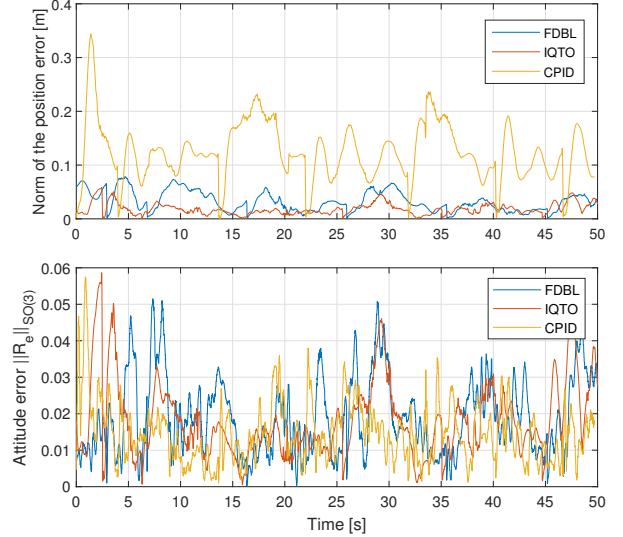 Norm of the position error [m]
0.4
0.3
0.2
0.1
0
FDBL
IQTO
CPID
0 5 10 15 20 25 30 35 40 45 50
Attitude error ||R_e||_SO(3)
0.06
0.05
0.04
0.03
0.02
0.01
0
FDBL
IQTO
CPID
0 5 10 15 20 25 30 35 40 45 50
Time [s]